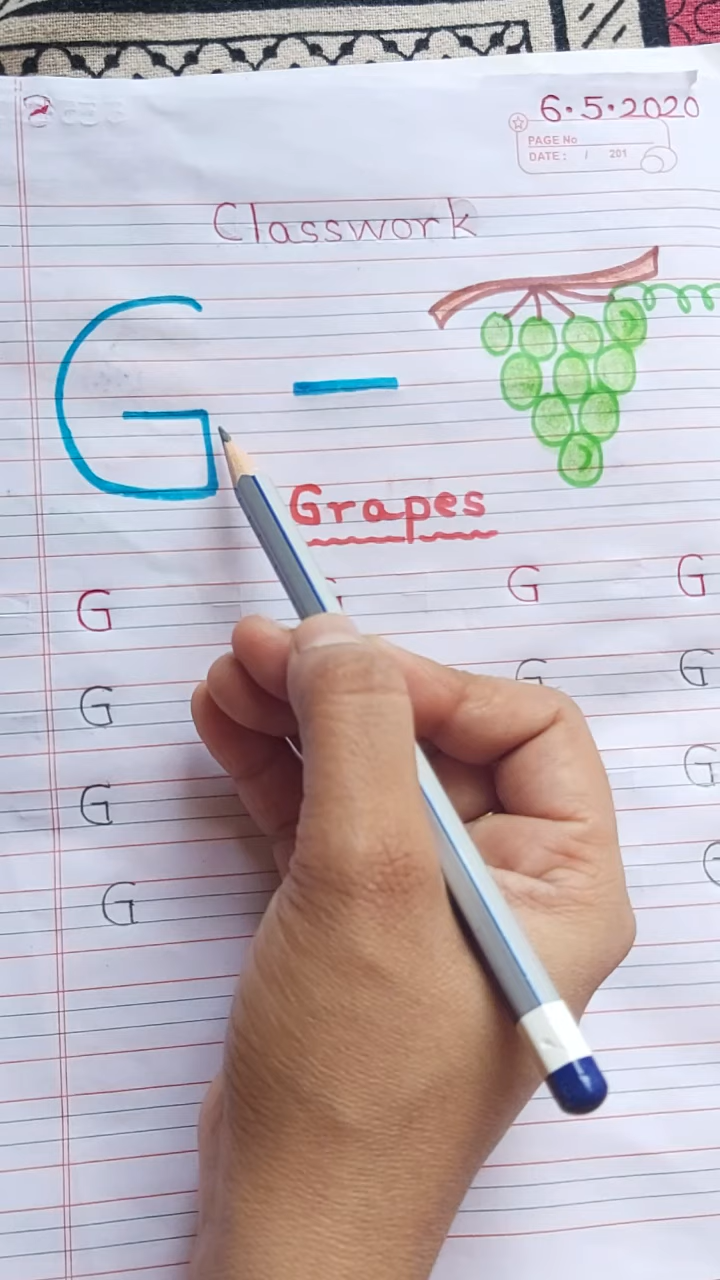 6.5.2020
PAGE No
DATE: / 201
Classwork
G –
Grapes
G G G
G G G
G G
G